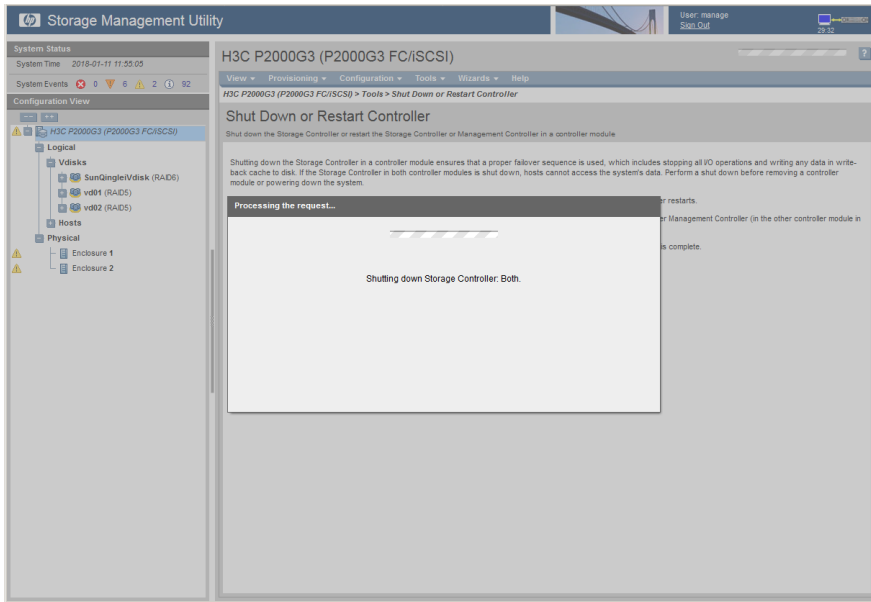 hp Storage Management Utility
User: manage
Sign Out
29:32
System Status
System Time 2018-01-11 11:55:05
System Events 0 6 2 92
Configuration View
H3C P2000G3 (P2000G3 FC/iSCSI)
Logical
Vdisks
SunQingleiVdisk (RAID6)
vd01 (RAID5)
vd02 (RAID5)
Hosts
Physical
Enclosure 1
Enclosure 2
H3C P2000G3 (P2000G3 FC/iSCSI)
?
View Provisioning Configuration Tools Wizards Help
H3C P2000G3 (P2000G3 FC/iSCSI) > Tools > Shut Down or Restart Controller
Shut Down or Restart Controller
Shut down the Storage Controller or restart the Storage Controller or Management Controller in a controller module
Shutting down the Storage Controller in a controller module ensures that a proper failover sequence is used, which includes stopping all I/O operations and writing any data in write-
back cache to disk. If the Storage Controller in both controller modules is shut down, hosts cannot access the system's data. Perform a shut down before removing a controller
module or powering down the system.
er restarts.
er Management Controller (in the other controller module in
is complete.
Processing the request...
Shutting down Storage Controller: Both.